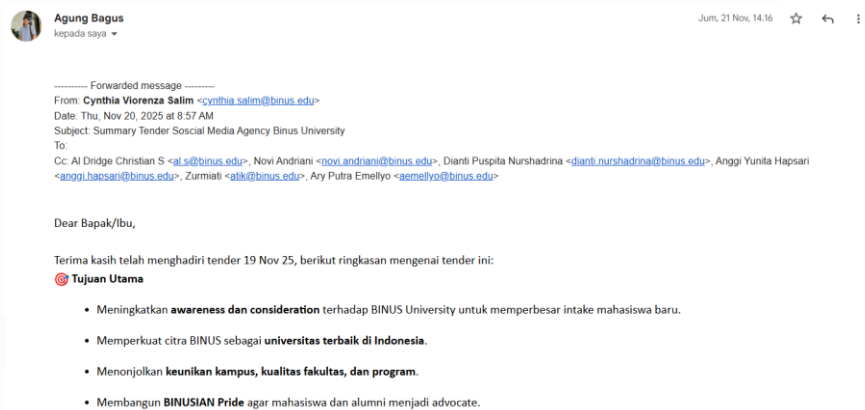 Agung Bagus
Jum, 21 Nov, 14.16
kepada saya
---------- Forwarded message ---------
From: Cynthia Viorenza Salim <cynthia.salim@binus.edu>
Date: Thu, Nov 20, 2025 at 8:57 AM
Subject: Summary Tender Soscial Media Agency Binus University
To:
Cc: Al Dridge Christian S <al.s@binus.edu>, Novi Andriani <novi.andriani@binus.edu>, Dianti Puspita Nurshadrina <dianti.nurshadrina@binus.edu>, Anggi Yunita Hapsari
<anggi.hapsari@binus.edu>, Zurmiati <atik@binus.edu>, Ary Putra Emellyo <aemellyo@binus.edu>
Dear Bapak/Ibu,
Terima kasih telah menghadiri tender 19 Nov 25, berikut ringkasan mengenai tender ini:
🎯 Tujuan Utama
• Meningkatkan awareness dan consideration terhadap BINUS University untuk memperbesar intake mahasiswa baru.
• Memperkuat citra BINUS sebagai universitas terbaik di Indonesia.
• Menonjolkan keunikan kampus, kualitas fakultas, dan program.
• Membangun BINUSIAN Pride agar mahasiswa dan alumni menjadi advocate.